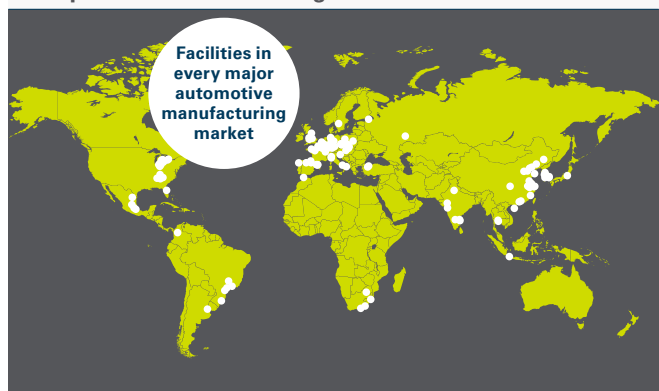 Facilities in
every major
automotive
manufacturing
market